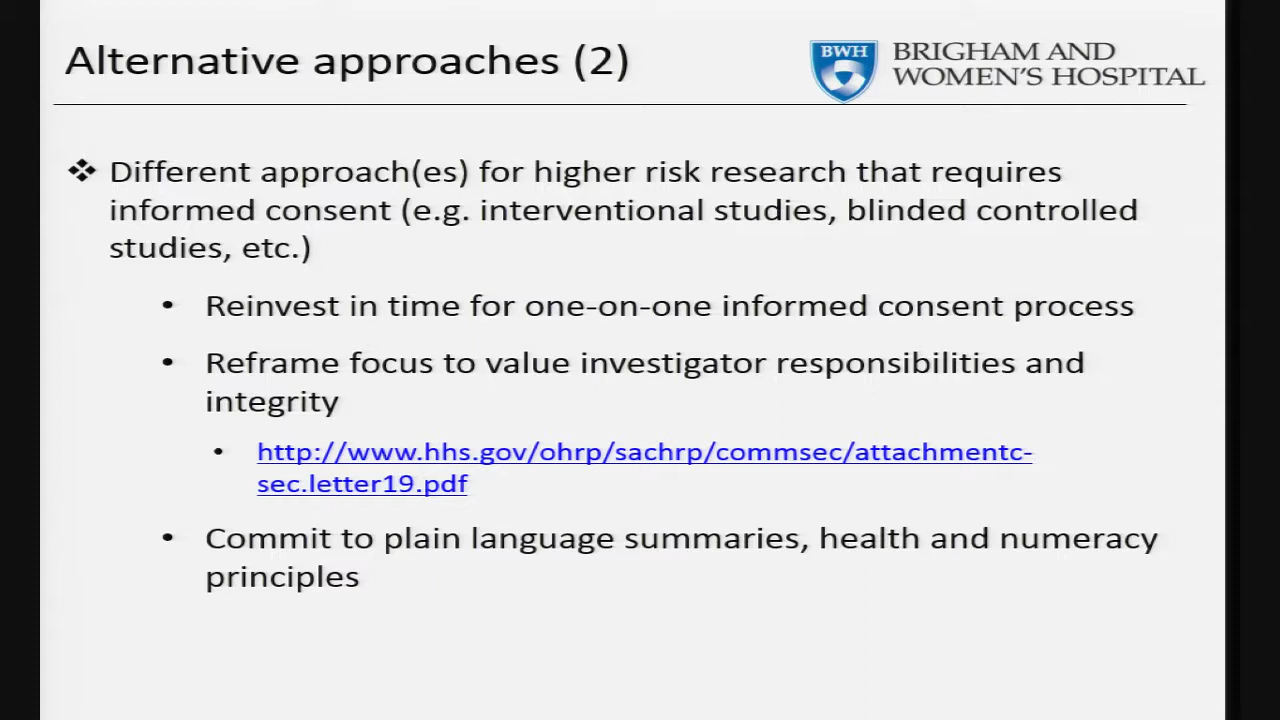 Alternative approaches (2)
BWH
BRIGHAM AND
WOMEN'S HOSPITAL
❖ Different approach(es) for higher risk research that requires
informed consent (e.g. interventional studies, blinded controlled
studies, etc.)
• Reinvest in time for one-on-one informed consent process
• Reframe focus to value investigator responsibilities and
integrity
• http://www.hhs.gov/ohrp/sachrp/commsec/attachmentc-
sec.letter19.pdf
• Commit to plain language summaries, health and numeracy
principles